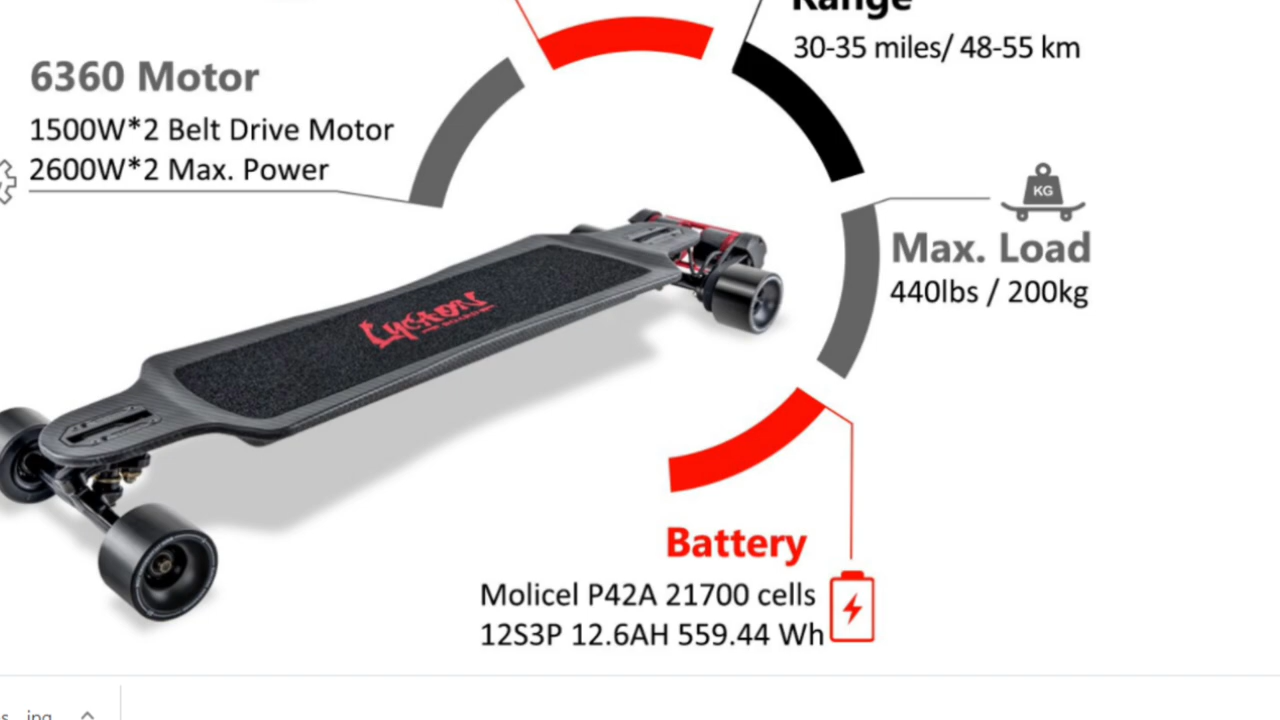 Range
30-35 miles/ 48-55 km
6360 Motor
1500W*2 Belt Drive Motor
2600W*2 Max. Power
KG
Max. Load
440lbs / 200kg
Lycaon
Battery
Molicel P42A 21700 cells
12S3P 12.6AH 559.44 Wh